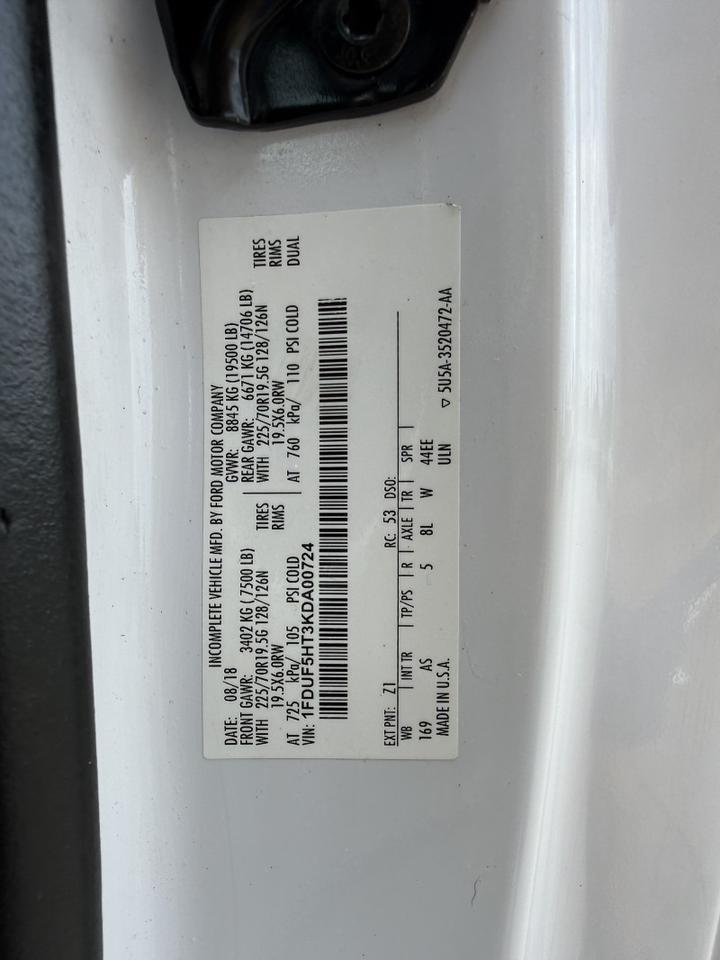 INCOMPLETE VEHICLE MFD. BY FORD MOTOR COMPANY
DATE: 08/18 GVWR: 8845 KG (19500 LB)
FRONT GAWR: 3402 KG (7500 LB) REAR GAWR: 6671 KG (14706 LB)
WITH 225/70R19.5G 128/126N TIRES WITH 225/70R19.5G 128/126N TIRES
19.5X6.0RW RIMS 19.5X6.0RW RIMS
AT 725 kPa/ 105 PSI COLD AT 760 kPa/ 110 PSI COLD DUAL
VIN: 1FDUF5HT3KDA00724
EXT PNT: Z1 RC: 53 DSO:
WB INT TR TP/PS R AXLE TR SPR
169 AS 5 8L W 44EE
MADE IN U.S.A. ULN
▽ 5U5A-3520472-AA